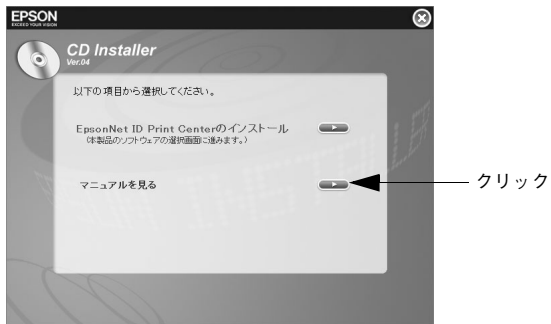 EPSON
EXCEED YOUR VISION
CD Installer
Ver.04
以下の項目から選択してください。
EpsonNet ID Print Centerのインストール
(本製品のソフトウェアの選択画面に進みます。)
マニュアルを見る
クリック